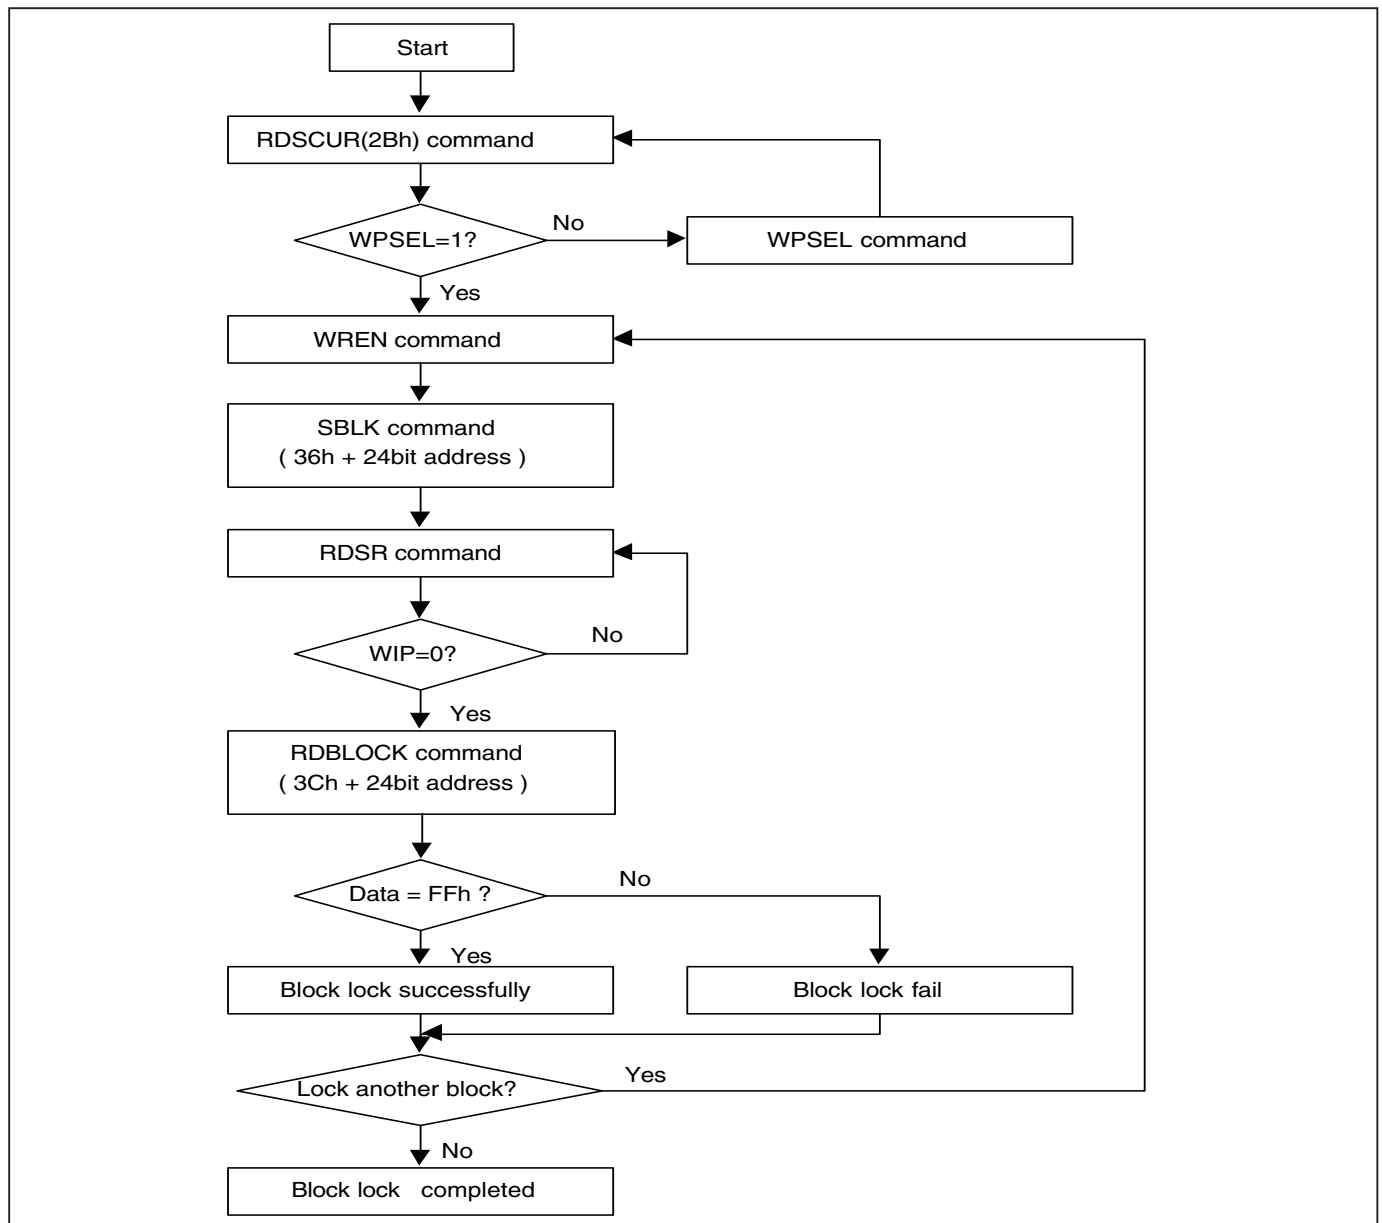 Start
RDSCUR(2Bh) command
WPSEL=1?
No
WPSEL command
Yes
WREN command
SBLK command
( 36h + 24bit address )
RDSR command
WIP=0?
No
Yes
RDBLOCK command
( 3Ch + 24bit address )
Data = FFh ?
No
Yes
Block lock successfully
Block lock fail
Lock another block?
Yes
No
Block lock completed